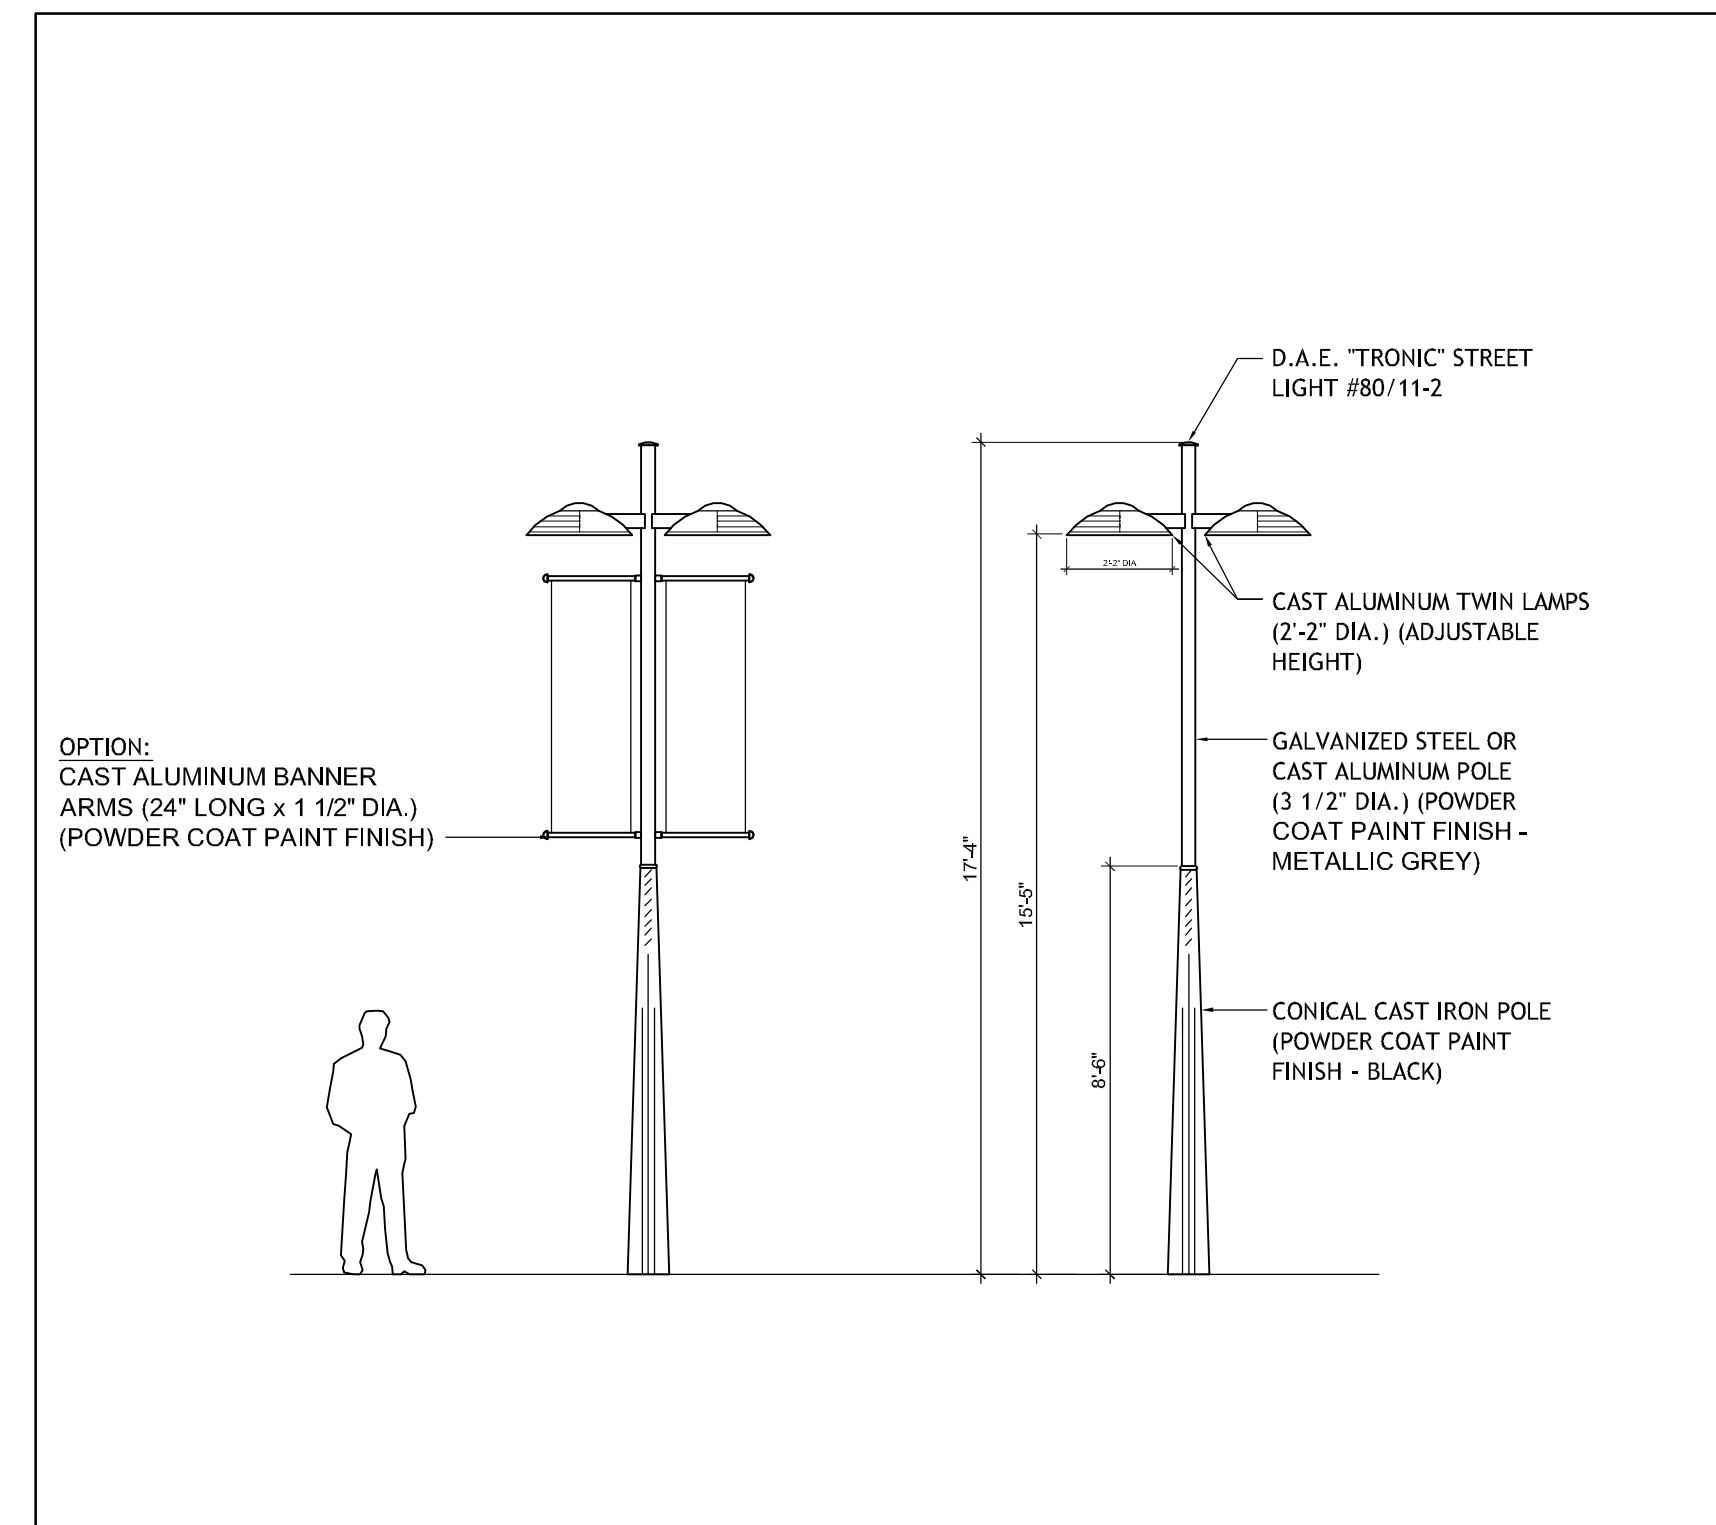 D.A.E. "TRONIC" STREET
LIGHT #80/11-2
2'-2" DIA
CAST ALUMINUM TWIN LAMPS
(2'-2" DIA.) (ADJUSTABLE
HEIGHT)
OPTION:
CAST ALUMINUM BANNER
ARMS (24" LONG x 1 1/2" DIA.)
(POWDER COAT PAINT FINISH)
GALVANIZED STEEL OR
CAST ALUMINUM POLE
(3 1/2" DIA.) (POWDER
COAT PAINT FINISH -
METALLIC GREY)
17'-4"
15'-5"
8'-6"
CONICAL CAST IRON POLE
(POWDER COAT PAINT
FINISH - BLACK)